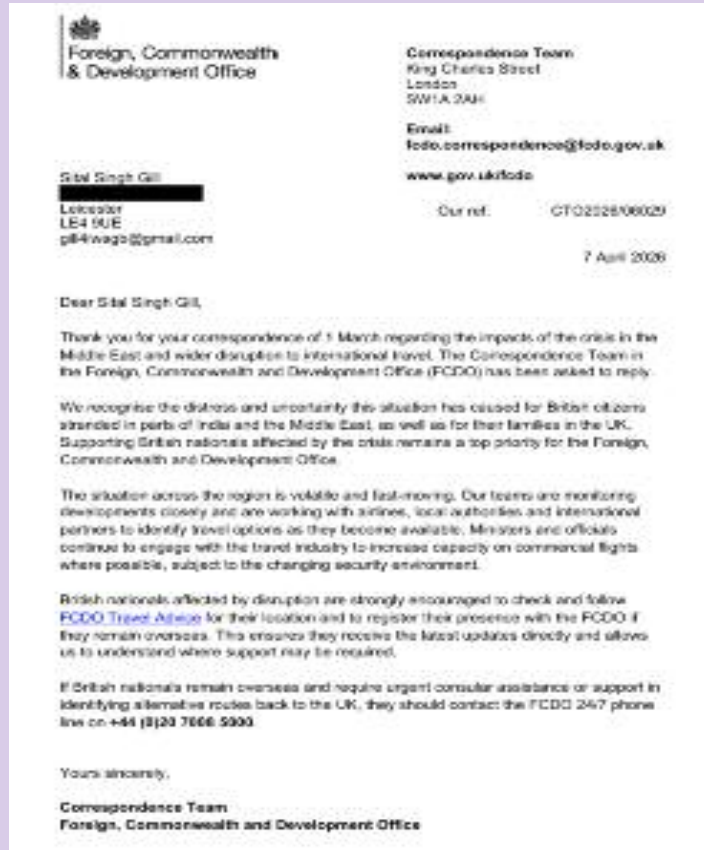 Foreign, Commonwealth
& Development Office
Correspondence Team
King Charles Street
London
SW1A 2AH
Email:
fcdo.correspondence@fcdo.gov.uk
www.gov.uk/fcdo
Sital Singh Gill
Leicester
LE4 9UE
@gmail.com
Our ref:
7 April 2026
Dear Sital Singh Gill,
Thank you for your correspondence of 1 March regarding the impacts of the crisis in the
Middle East and wider disruption to international travel. The Correspondence Team in
the Foreign, Commonwealth and Development Office (FCDO) has been asked to reply.
We recognise the distress and uncertainty this situation has caused for British citizens
stranded in parts of India and the Middle East, as well as for their families in the UK.
Supporting British nationals affected by the crisis remains a top priority for the Foreign,
Commonwealth and Development Office.
The situation across the region is volatile and fast-moving. Our teams are monitoring
developments closely and are working with airlines, local authorities and international
partners to identify travel options as they become available. Ministers and officials
continue to engage with the travel industry to increase capacity on commercial flights
where possible, subject to the changing security environment.
British nationals affected by disruption are strongly encouraged to check and follow
FCDO Travel Advice for their location and to register their presence with the FCDO if
they remain overseas. This ensures they receive the latest updates directly and allows
us to understand where support may be required.
If British nationals remain overseas and require urgent consular assistance or support in
identifying alternative routes back to the UK, they should contact the FCDO 24/7 phone
line on +44 (0)20 7008 5000.
Yours sincerely,
Correspondence Team
Foreign, Commonwealth and Development Office